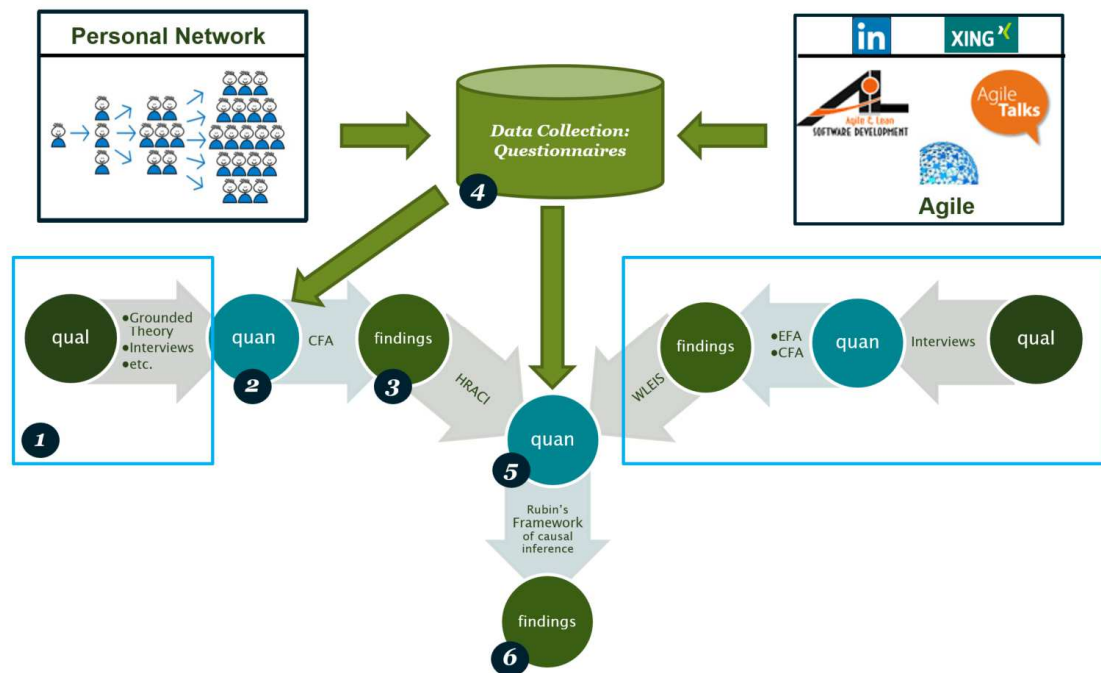 Personal Network
in
XING
Agile & Lean
SOFTWARE DEVELOPMENT
Agile
Talks
Agile
Data Collection:
Questionnaires
4
qual
●Grounded
Theory
●Interviews
●etc.
1
quan
2
CFA
findings
3
HRACI
quan
5
WLEIS
findings
●EFA
●CFA
quan
Interviews
qual
Rubin's
Framework
of causal
inference
findings
6